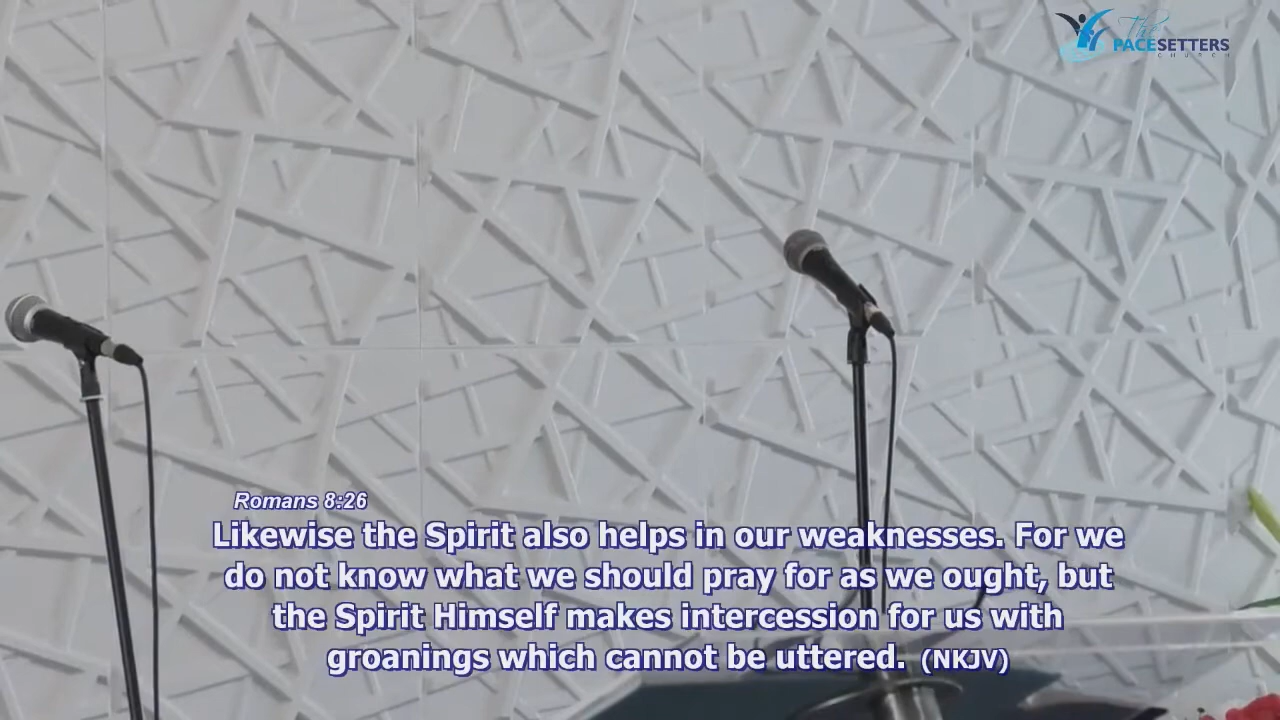 The
PACESETTERS
CHURCH
Romans 8:26
Likewise the Spirit also helps in our weaknesses. For we
do not know what we should pray for as we ought, but
the Spirit Himself makes intercession for us with
groanings which cannot be uttered. (NKJV)